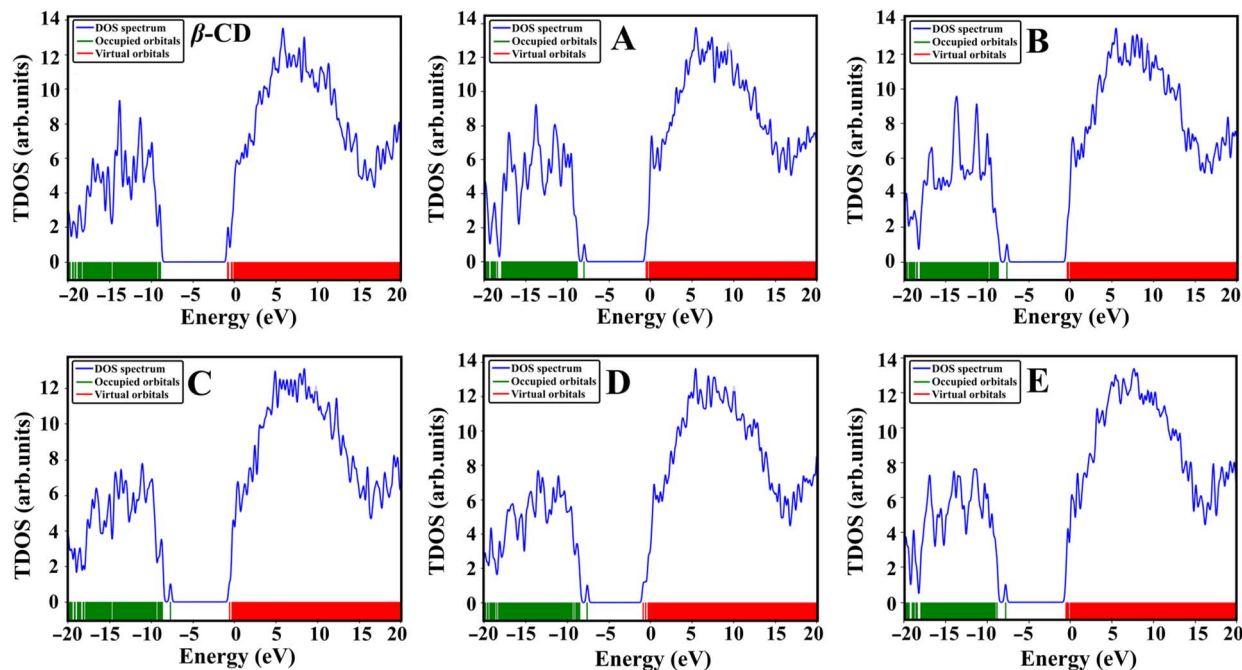 14
12
10
8
6
4
2
0
TDOS (arb.units)
DOS spectrum
Occupied orbitals
Virtual orbitals
β-CD
−20 −15 −10 −5 0 5 10 15 20
Energy (eV)
14
12
10
8
6
4
2
0
TDOS (arb.units)
DOS spectrum
Occupied orbitals
Virtual orbitals
A
−20 −15 −10 −5 0 5 10 15 20
Energy (eV)
14
12
10
8
6
4
2
0
TDOS (arb.units)
DOS spectrum
Occupied orbitals
Virtual orbitals
B
−20 −15 −10 −5 0 5 10 15 20
Energy (eV)
12
10
8
6
4
2
0
TDOS (arb.units)
DOS spectrum
Occupied orbitals
Virtual orbitals
C
−20 −15 −10 −5 0 5 10 15 20
Energy (eV)
14
12
10
8
6
4
2
0
TDOS (arb.units)
DOS spectrum
Occupied orbitals
Virtual orbitals
D
−20 −15 −10 −5 0 5 10 15 20
Energy (eV)
14
12
10
8
6
4
2
0
TDOS (arb.units)
DOS spectrum
Occupied orbitals
Virtual orbitals
E
−20 −15 −10 −5 0 5 10 15 20
Energy (eV)